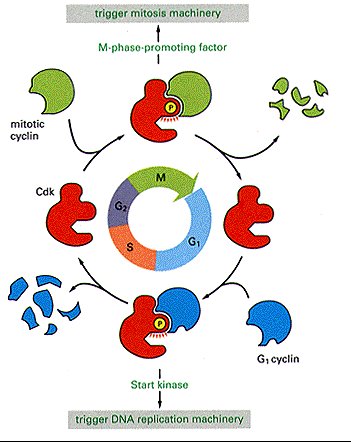 trigger mitosis machinery
M-phase-promoting factor
P
mitotic
cyclin
Cdk
M
G₂
G₁
S
P
G₁ cyclin
Start kinase
trigger DNA replication machinery